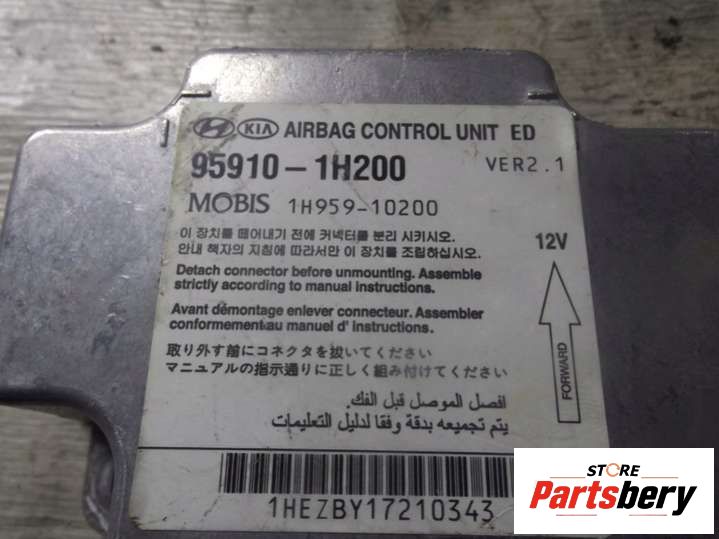 HYUNDAI KIA AIRBAG CONTROL UNIT ED
95910-1H200 VER2.1
MOBIS 1H959-10200
이 장치를 떼어내기 전에 커넥터를 분리 시키시오.
안내 책자의 지침에 따라서만 이 장치를 조립하십시오.
12V
Detach connector before unmounting. Assemble
strictly according to manual instructions.
Avant démontage enlever connecteur. Assembler
conformement au manuel d' instructions.
FORWARD
取り外す前にコネクタを抜いてください
マニュアルの指示通りに正しく組み付けてください
افصل الموصل قبل الفك.
يتم تجميعه بدقة وفقا لدليل التعليمات
1HEZBY17210343
STORE
Partsbery